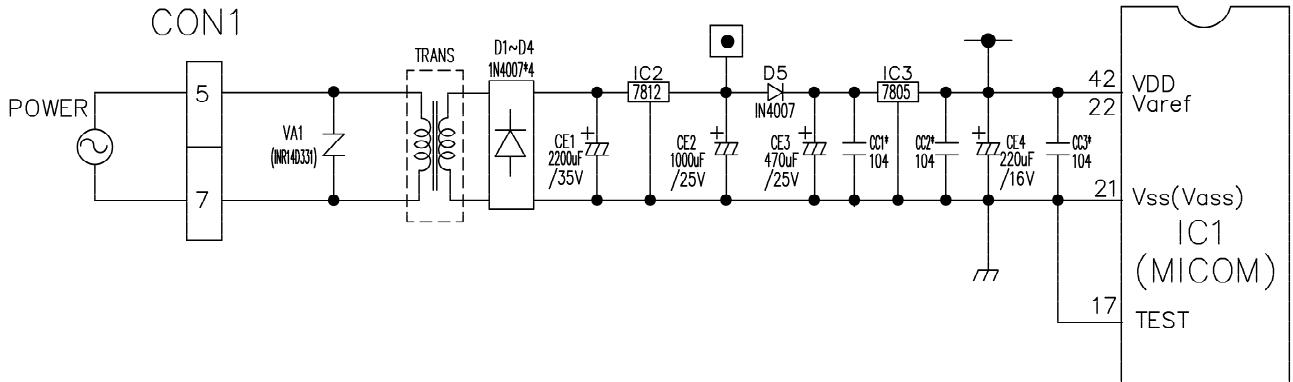 CON1
POWER
5
7
VA1
(INR14D331)
TRANS
D1~D4
1N4007*4
CE1
2200uF
/35V
IC2
7812
CE2
1000uF
/25V
D5
IN4007
CE3
470uF
/25V
CC1*
104
IC3
7805
CC2*
104
CE4
220uF
/16V
CC3*
104
42 VDD
22 Varef
21 Vss(Vass)
IC1
(MICOM)
17 TEST